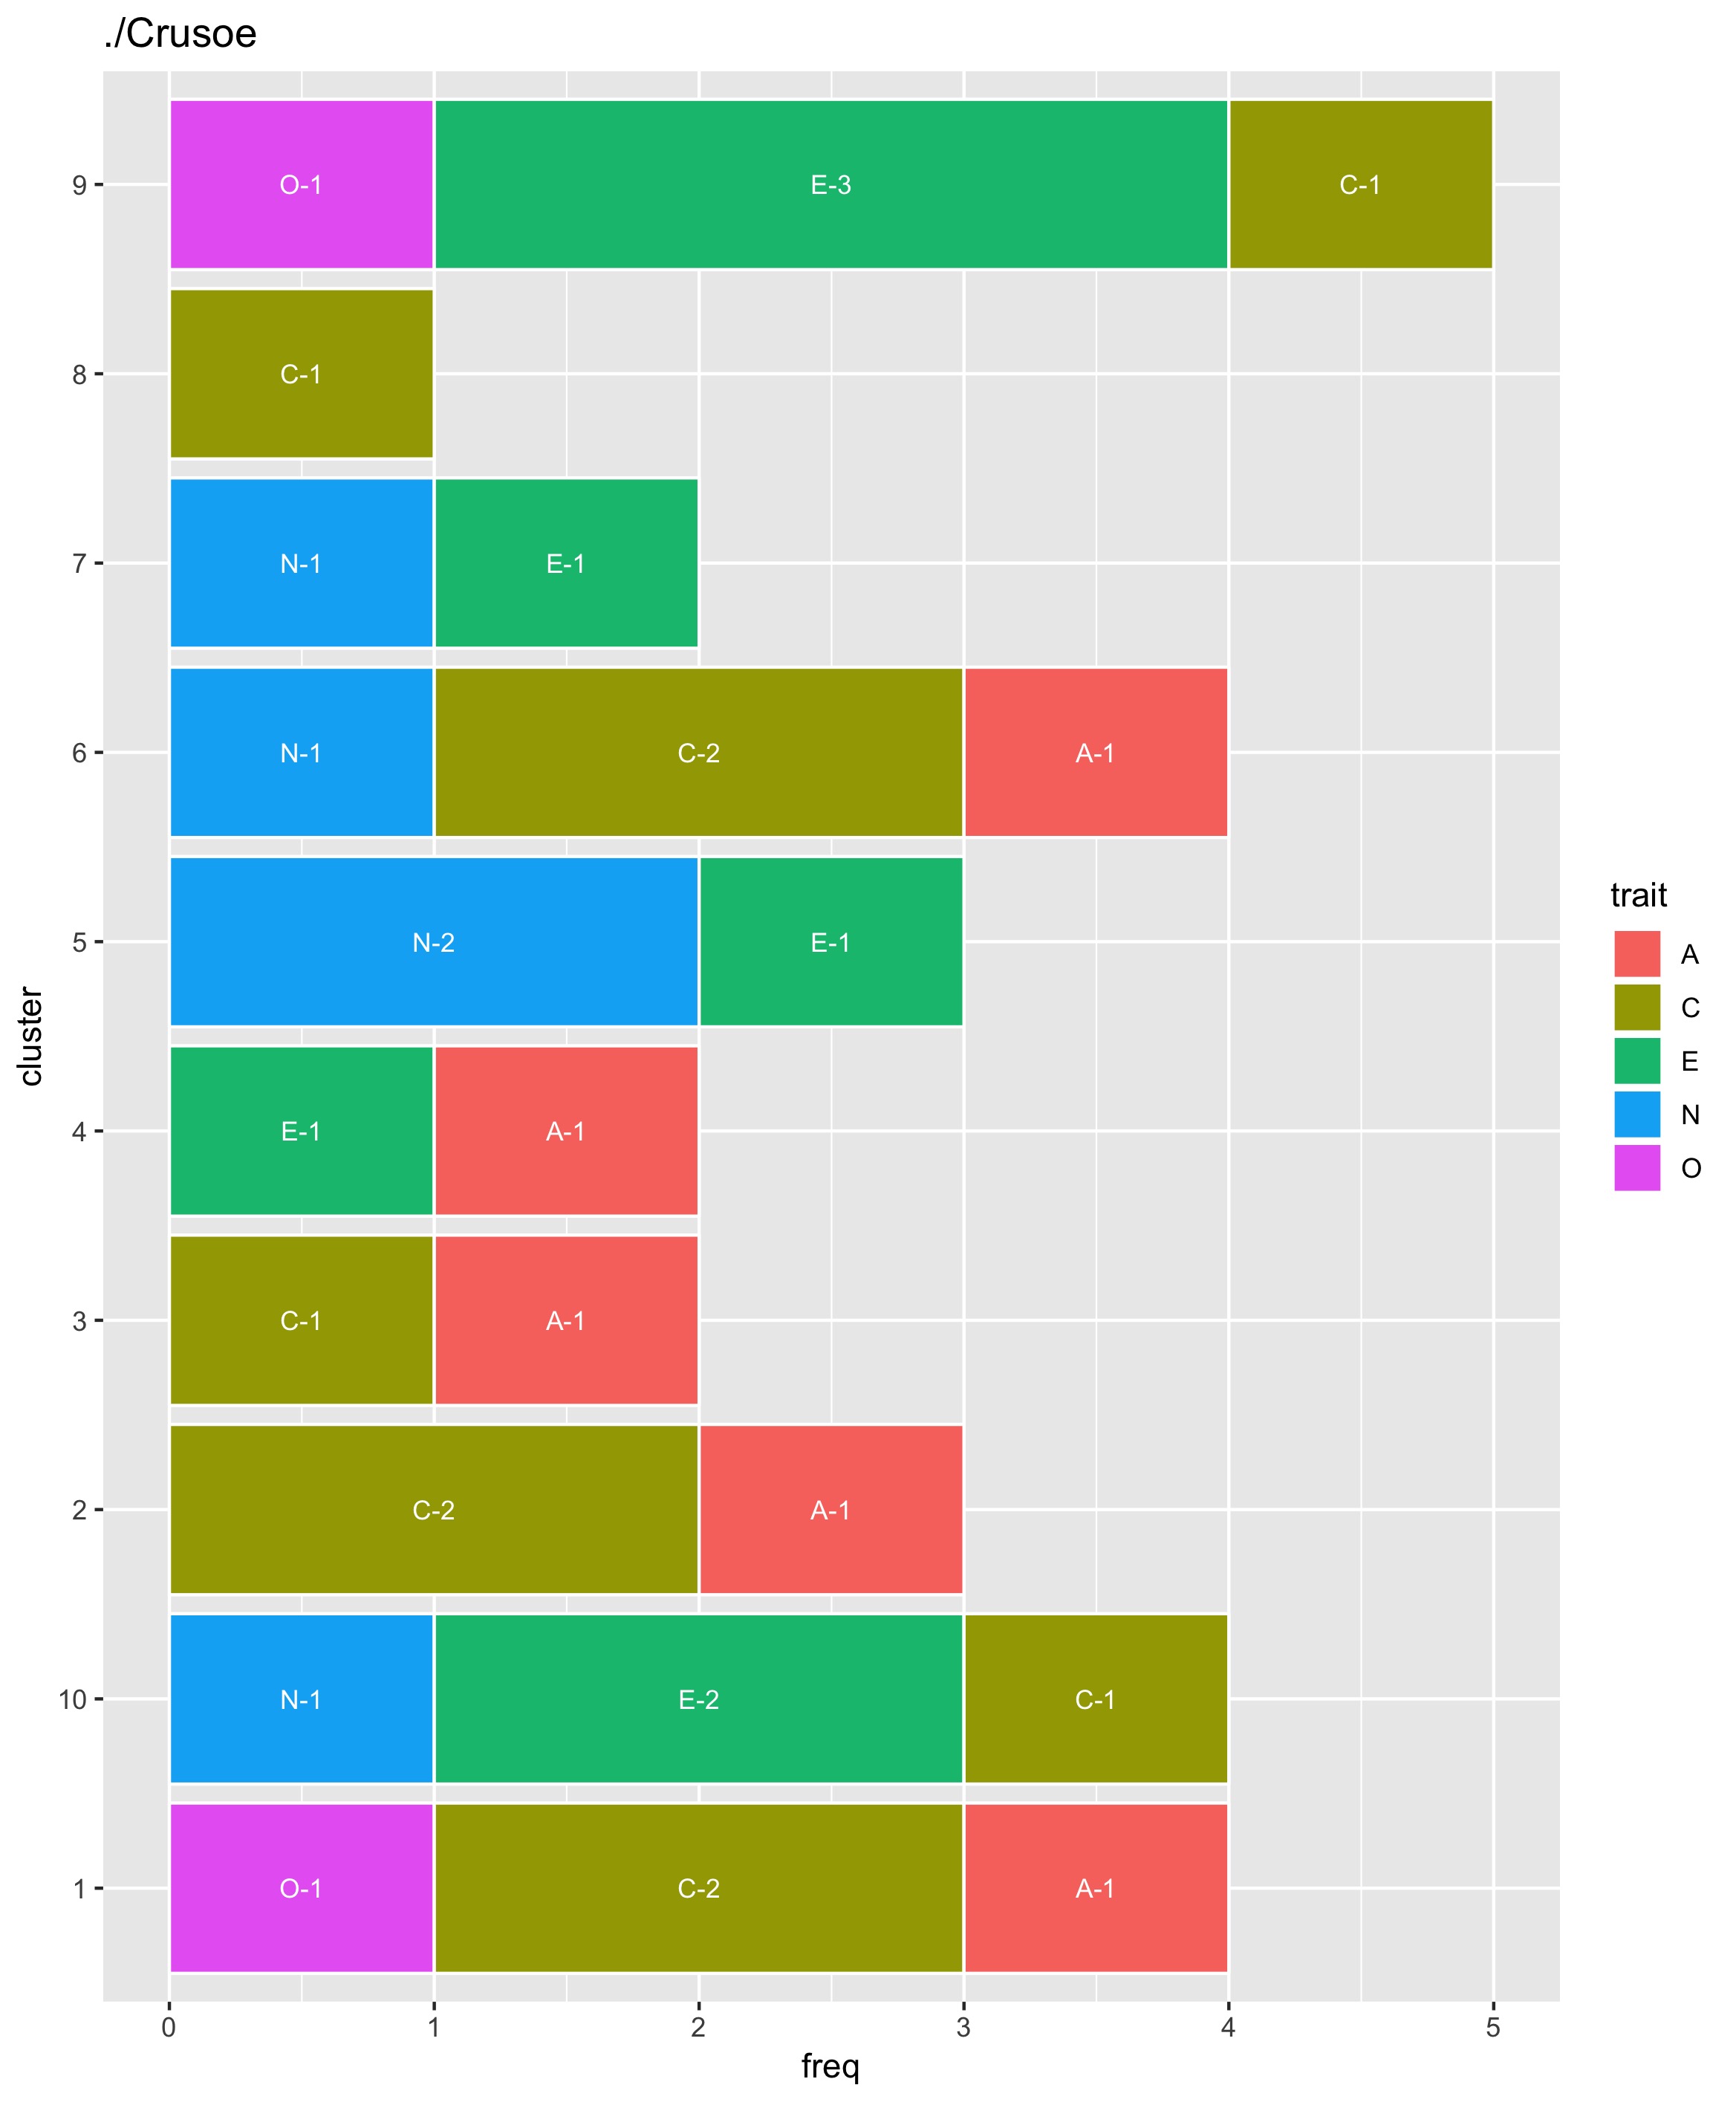 ./Crusoe
9
O-1 E-3 C-1
8
C-1
7
N-1 E-1
6
N-1 C-2 A-1
5
N-2 E-1
4
E-1 A-1
3
C-1 A-1
2
C-2 A-1
10
N-1 E-2 C-1
1
O-1 C-2 A-1
cluster
0 1 2 3 4 5
freq
trait
A
C
E
N
O